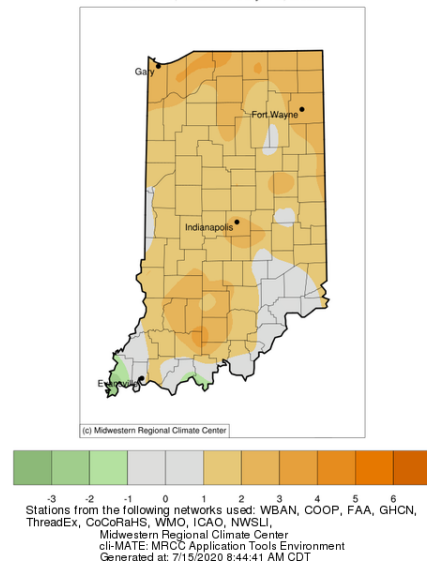 Gary
Fort Wayne
Indianapolis
Evansville
(c) Midwestern Regional Climate Center
-3 -2 -1 0 1 2 3 4 5 6
Stations from the following networks used: WBAN, COOP, FAA, GHCN,
ThreadEx, CoCoRaHS, WMO, ICAO, NWSLI,
Midwestern Regional Climate Center
cli-MATE: MRCC Application Tools Environment
Generated at: 7/15/2020 8:44:41 AM CDT